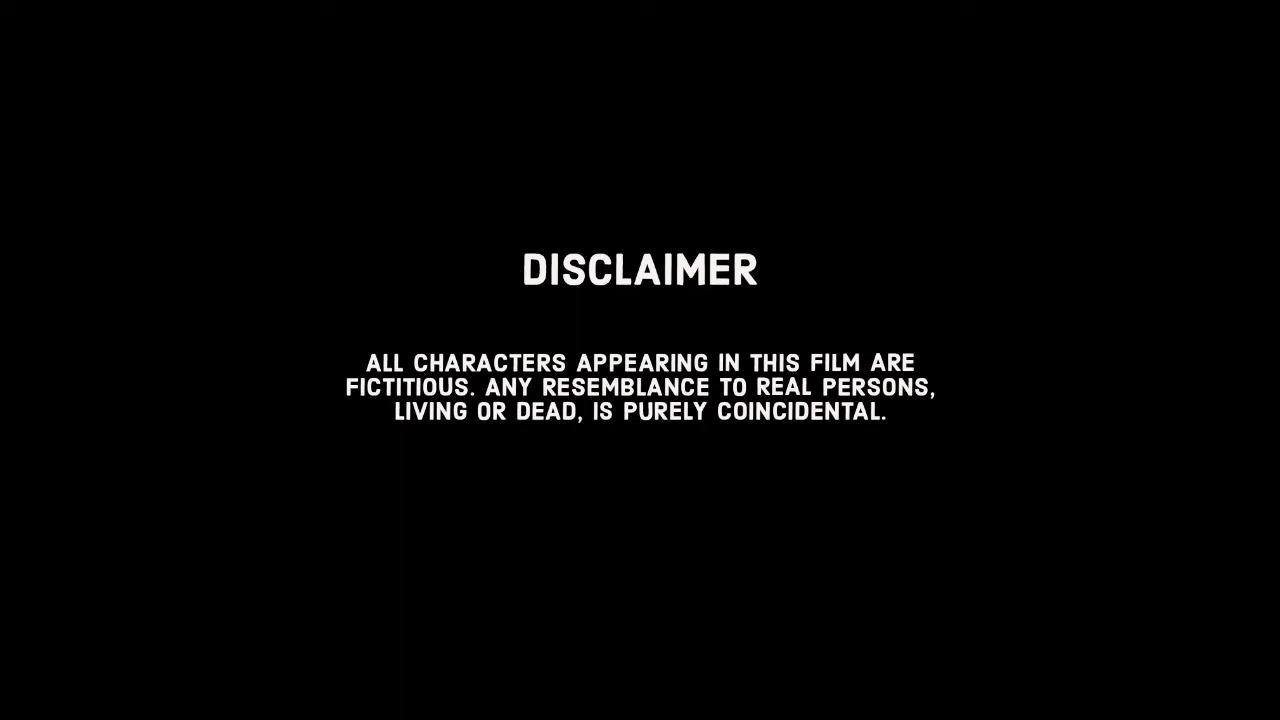 DISCLAIMER
ALL CHARACTERS APPEARING IN THIS FILM ARE
FICTITIOUS. ANY RESEMBLANCE TO REAL PERSONS,
LIVING OR DEAD, IS PURELY COINCIDENTAL.